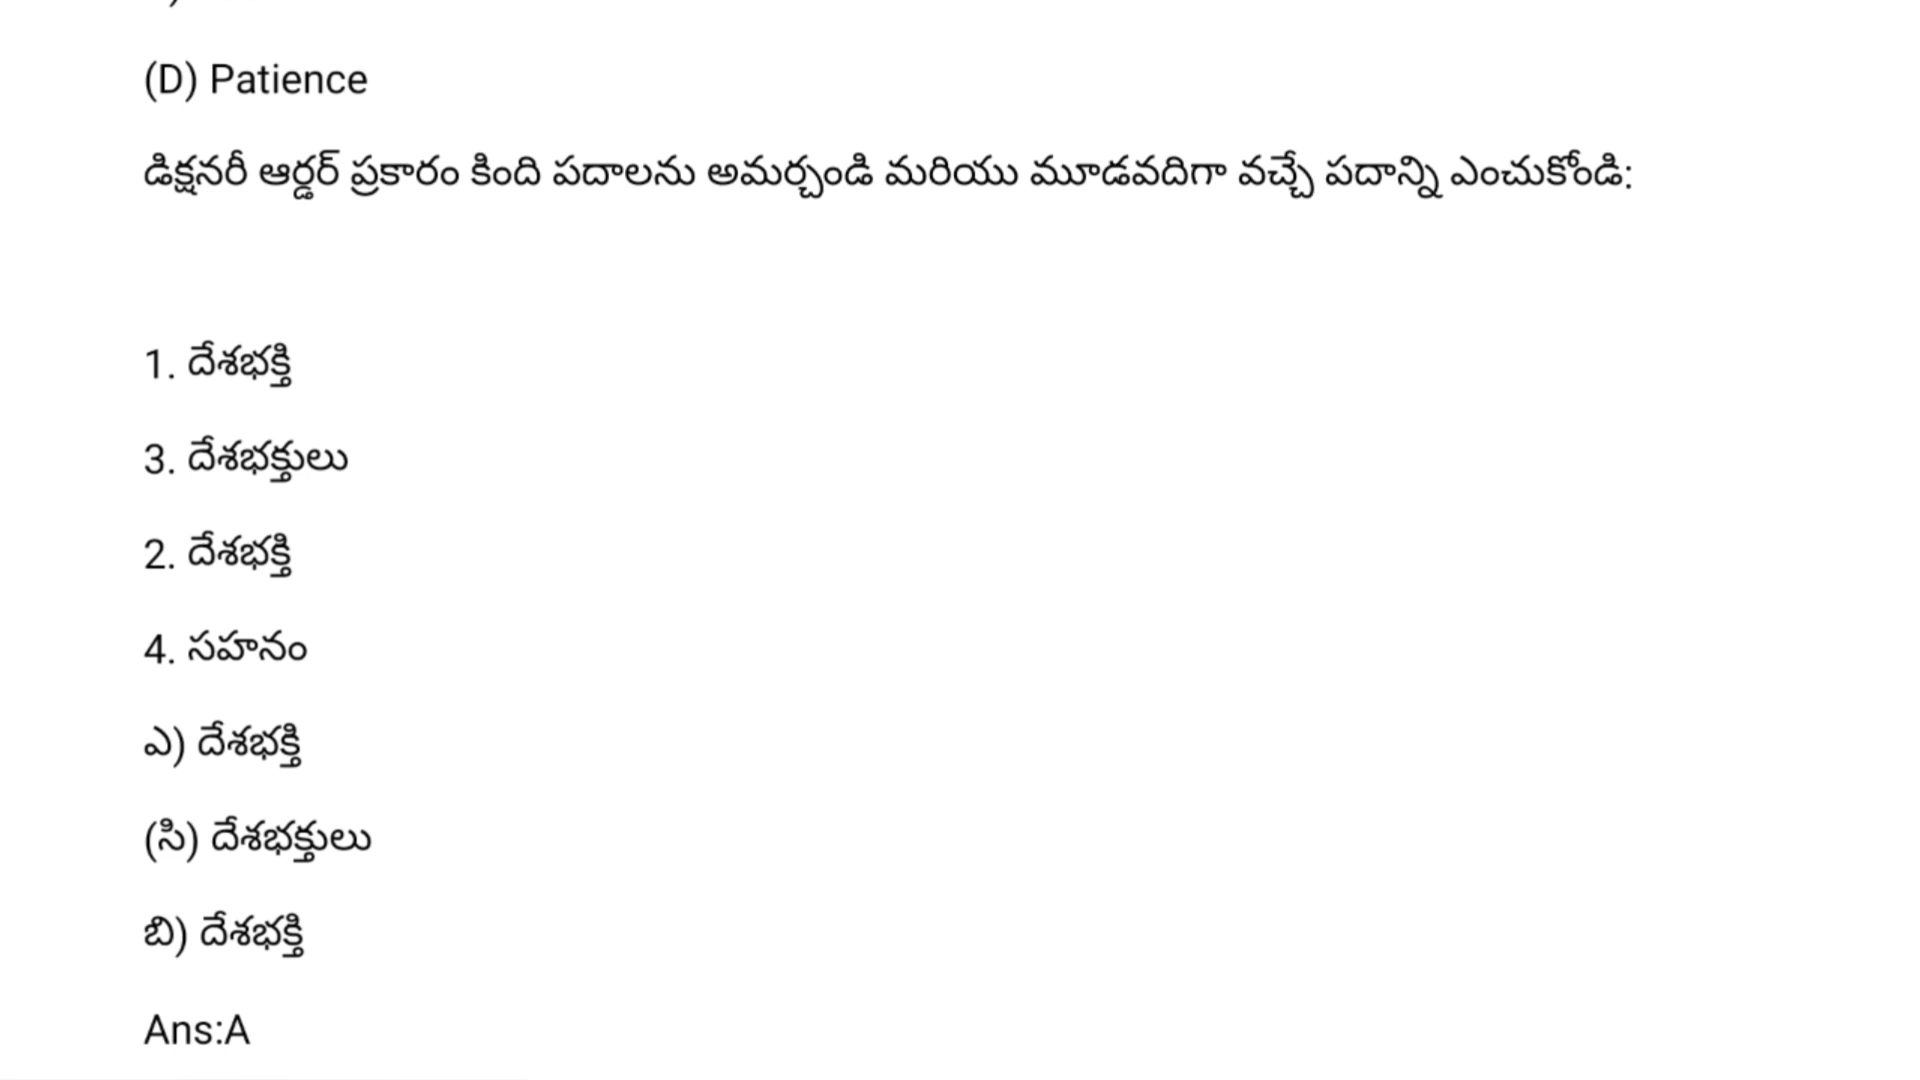 (D) Patience
డిక్షనరీ ఆర్డర్ ప్రకారం కింది పదాలను అమర్చండి మరియు మూడవదిగా వచ్చే పదాన్ని ఎంచుకోండి:
1. దేశభక్తి
3. దేశభక్తులు
2. దేశభక్తి
4. సహనం
ఎ) దేశభక్తి
(సి) దేశభక్తులు
బి) దేశభక్తి
Ans:A